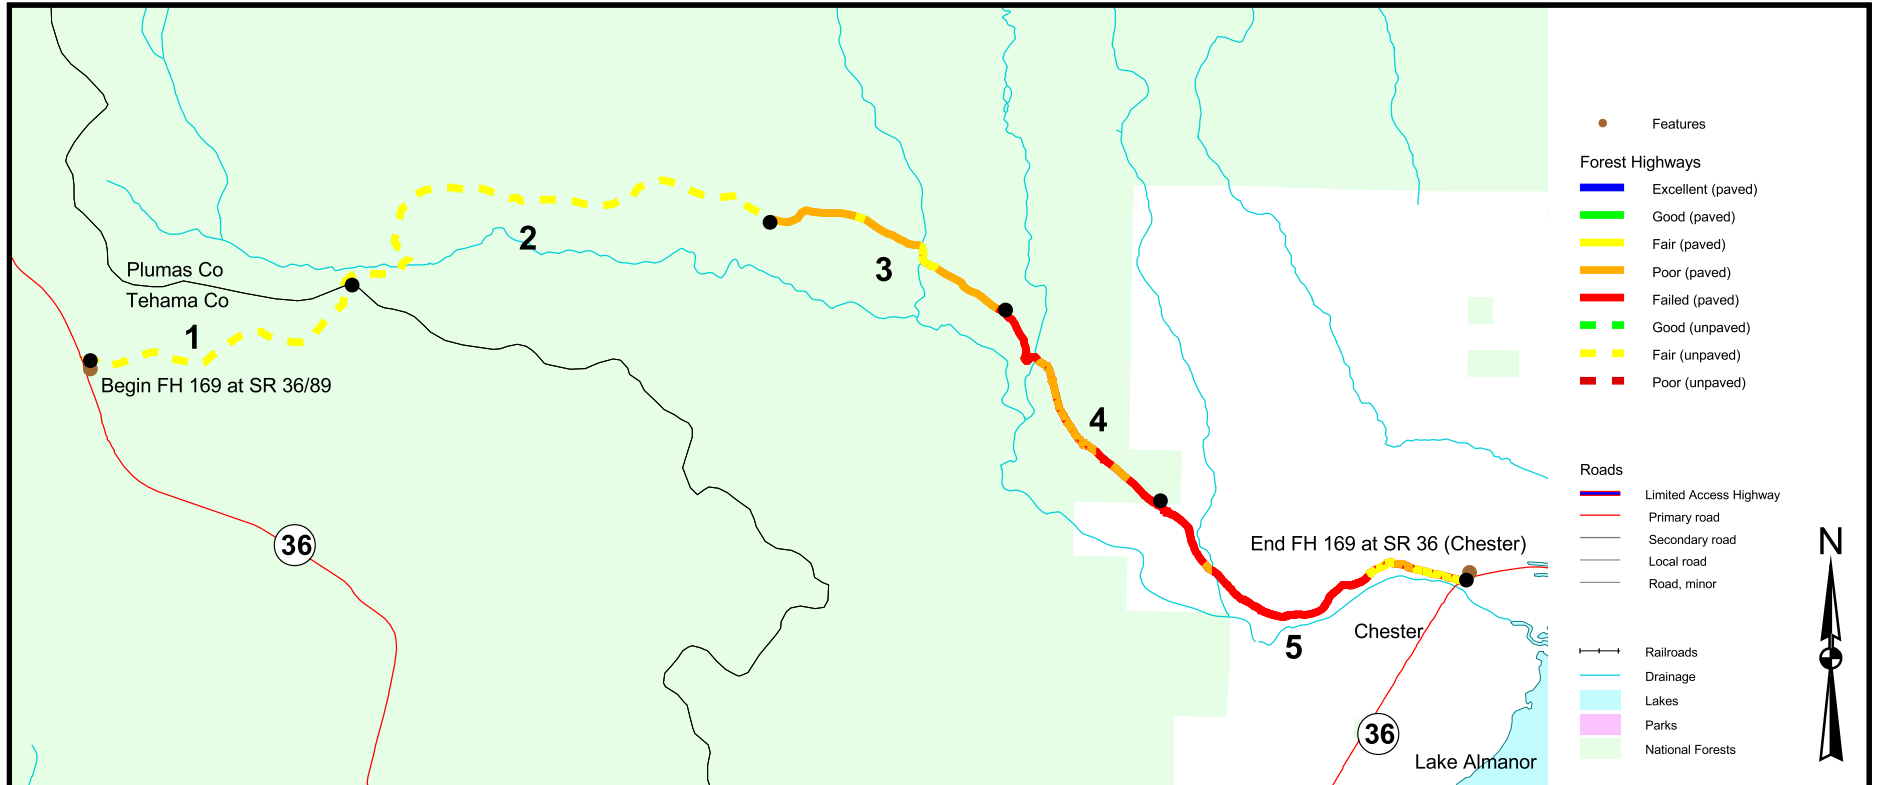 Plumas Co
Tehama Co
1
2
3
4
5
Begin FH 169 at SR 36/89
36
End FH 169 at SR 36 (Chester)
Chester
36
Lake Almanor
Features
Forest Highways
Excellent (paved)
Good (paved)
Fair (paved)
Poor (paved)
Failed (paved)
Good (unpaved)
Fair (unpaved)
Poor (unpaved)
Roads
Limited Access Highway
Primary road
Secondary road
Local road
Road, minor
Railroads
Drainage
Lakes
Parks
National Forests
N